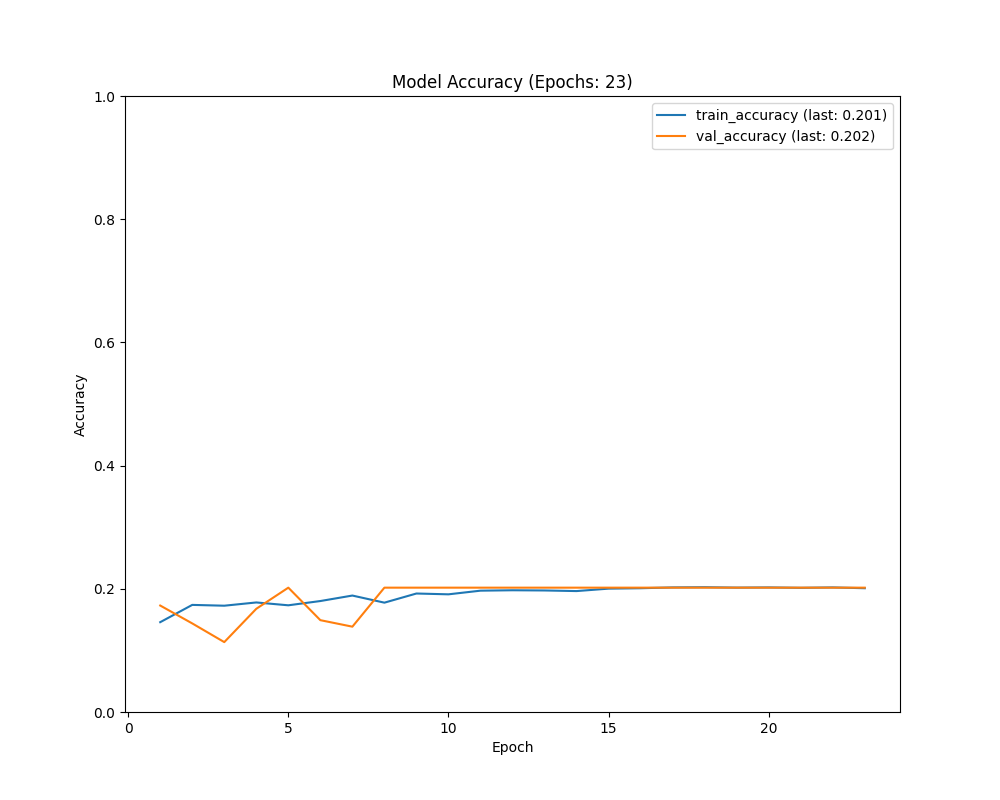 Model Accuracy (Epochs: 23)
train_accuracy (last: 0.201)
val_accuracy (last: 0.202)
1.0
0.8
0.6
0.4
0.2
0.0
Accuracy
0 5 10 15 20
Epoch